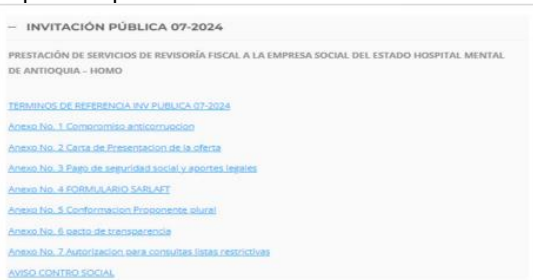 – INVITACIÓN PÚBLICA 07-2024
PRESTACIÓN DE SERVICIOS DE REVISORÍA FISCAL A LA EMPRESA SOCIAL DEL ESTADO HOSPITAL MENTAL
DE ANTIOQUIA – HOMO
TERMINOS DE REFERENCIA INV PUBLICA 07-2024
Anexo No. 1 Compromiso anticorrupcion
Anexo No. 2 Carta de Presentacion de la oferta
Anexo No. 3 Pago de seguridad social y aportes legales
Anexo No. 4 FORMULARIO SARLAFT
Anexo No. 5 Conformacion Proponente plural
Anexo No. 6 pacto de transparencia
Anexo No. 7 Autorizacion para consultas listas restrictivas
AVISO CONTRO SOCIAL